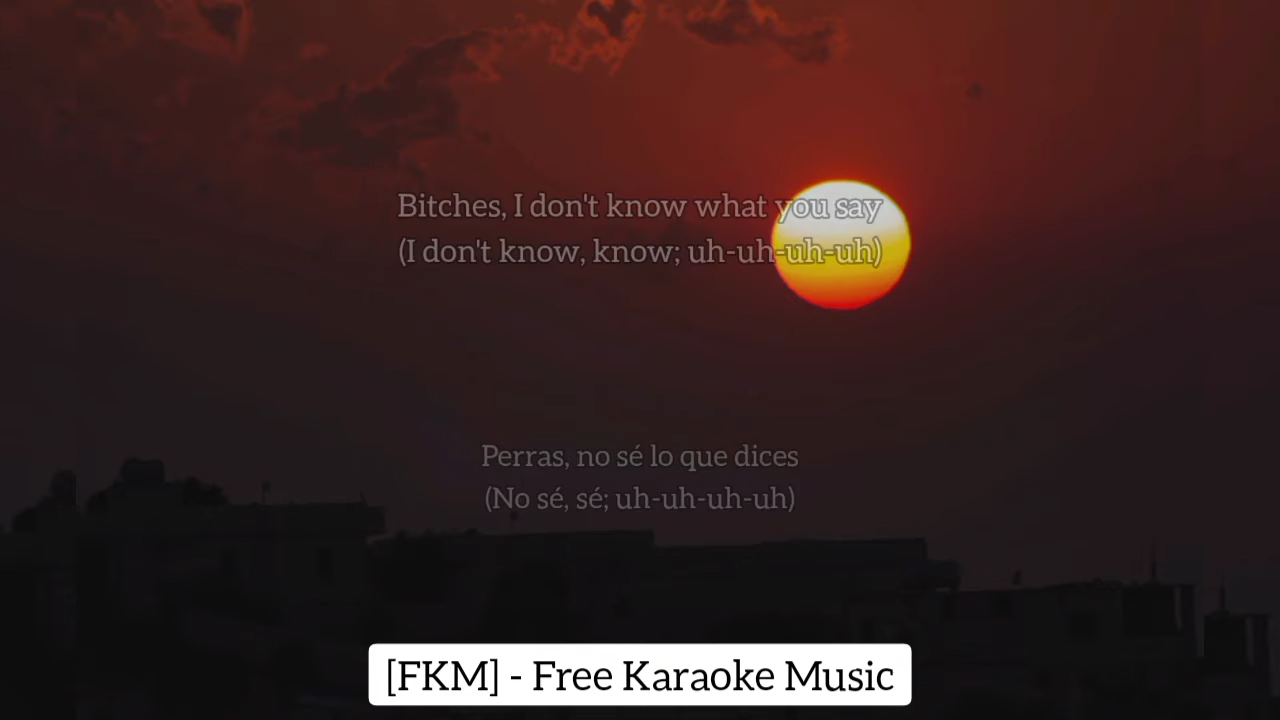 Bitches, I don't know what you say
(I don't know, know; uh-uh-uh-uh)
Perras, no sé lo que dices
(No sé, sé; uh-uh-uh-uh)
[FKM] - Free Karaoke Music